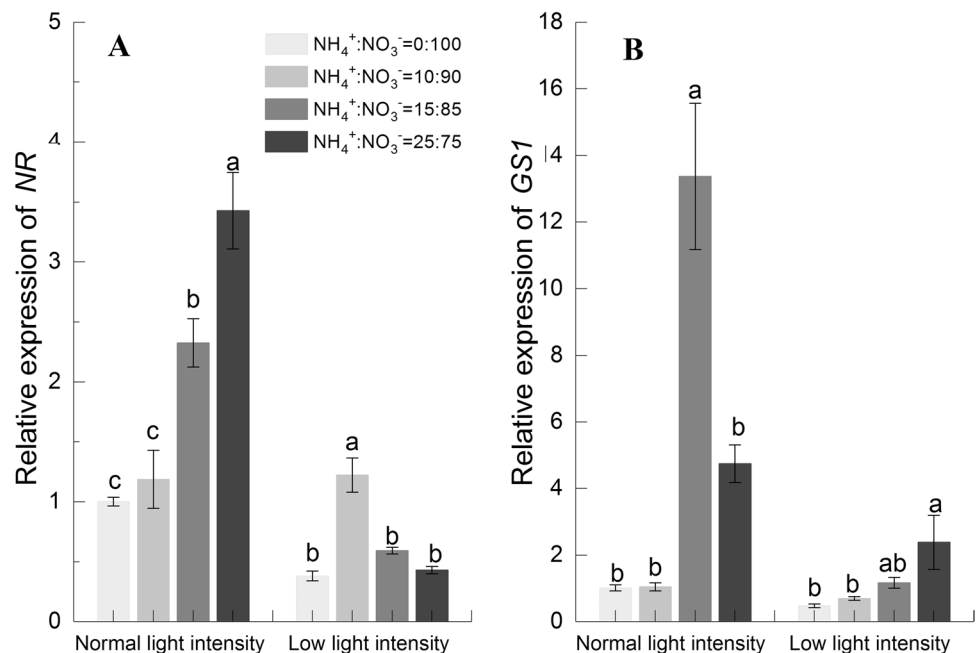 A
NH₄⁺:NO₃⁻=0:100
NH₄⁺:NO₃⁻=10:90
NH₄⁺:NO₃⁻=15:85
NH₄⁺:NO₃⁻=25:75
Relative expression of NR
5
4
3
2
1
0
c
c
b
a
b
a
b
b
Normal light intensity
Low light intensity
B
Relative expression of GS1
18
16
14
12
10
8
6
4
2
0
b
b
a
b
b
b
ab
a
Normal light intensity
Low light intensity